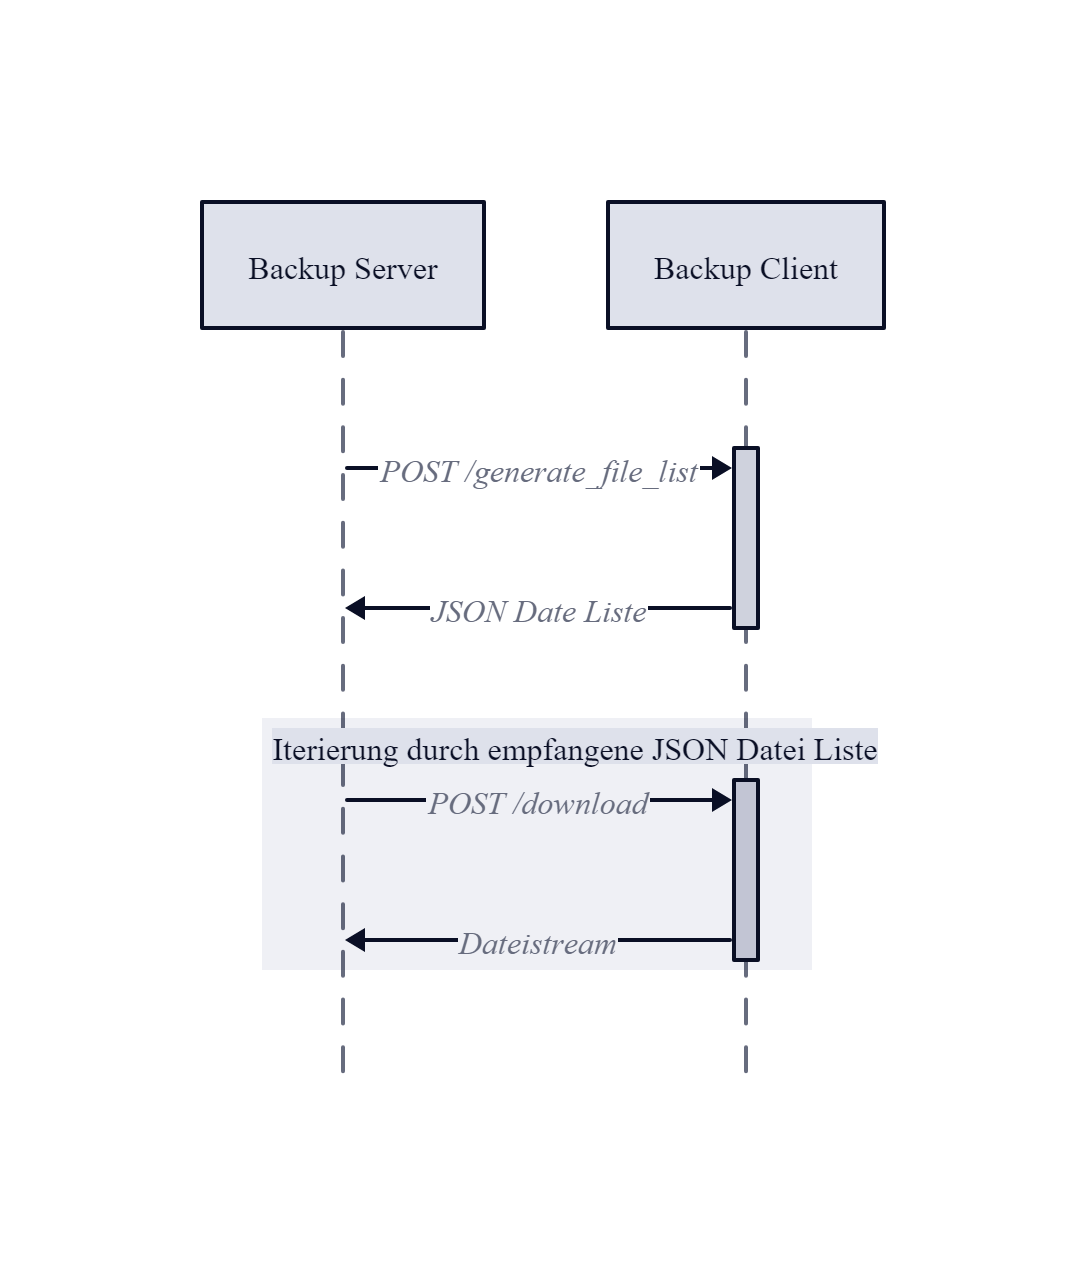 Backup Server
Backup Client
POST /generate_file_list
JSON Date Liste
Iterierung durch empfangene JSON Datei Liste
POST /download
Dateistream